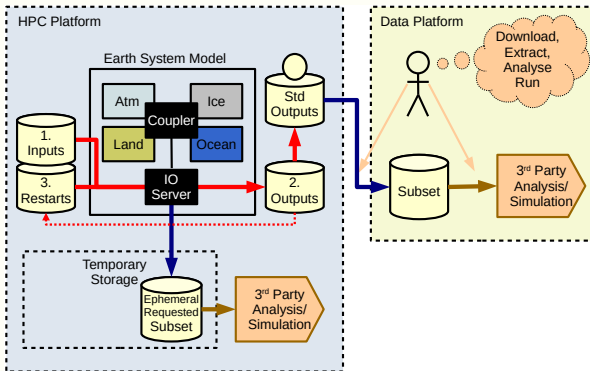 HPC Platform
Earth System Model
Atm
Ice
Coupler
Land
Ocean
IO
Server
1.
Inputs
3.
Restarts
Std
Outputs
2.
Outputs
Temporary
Storage
Ephemeral
Requested
Subset
3rd Party
Analysis/
Simulation
Data Platform
Download,
Extract,
Analyse
Run
Subset
3rd Party
Analysis/
Simulation